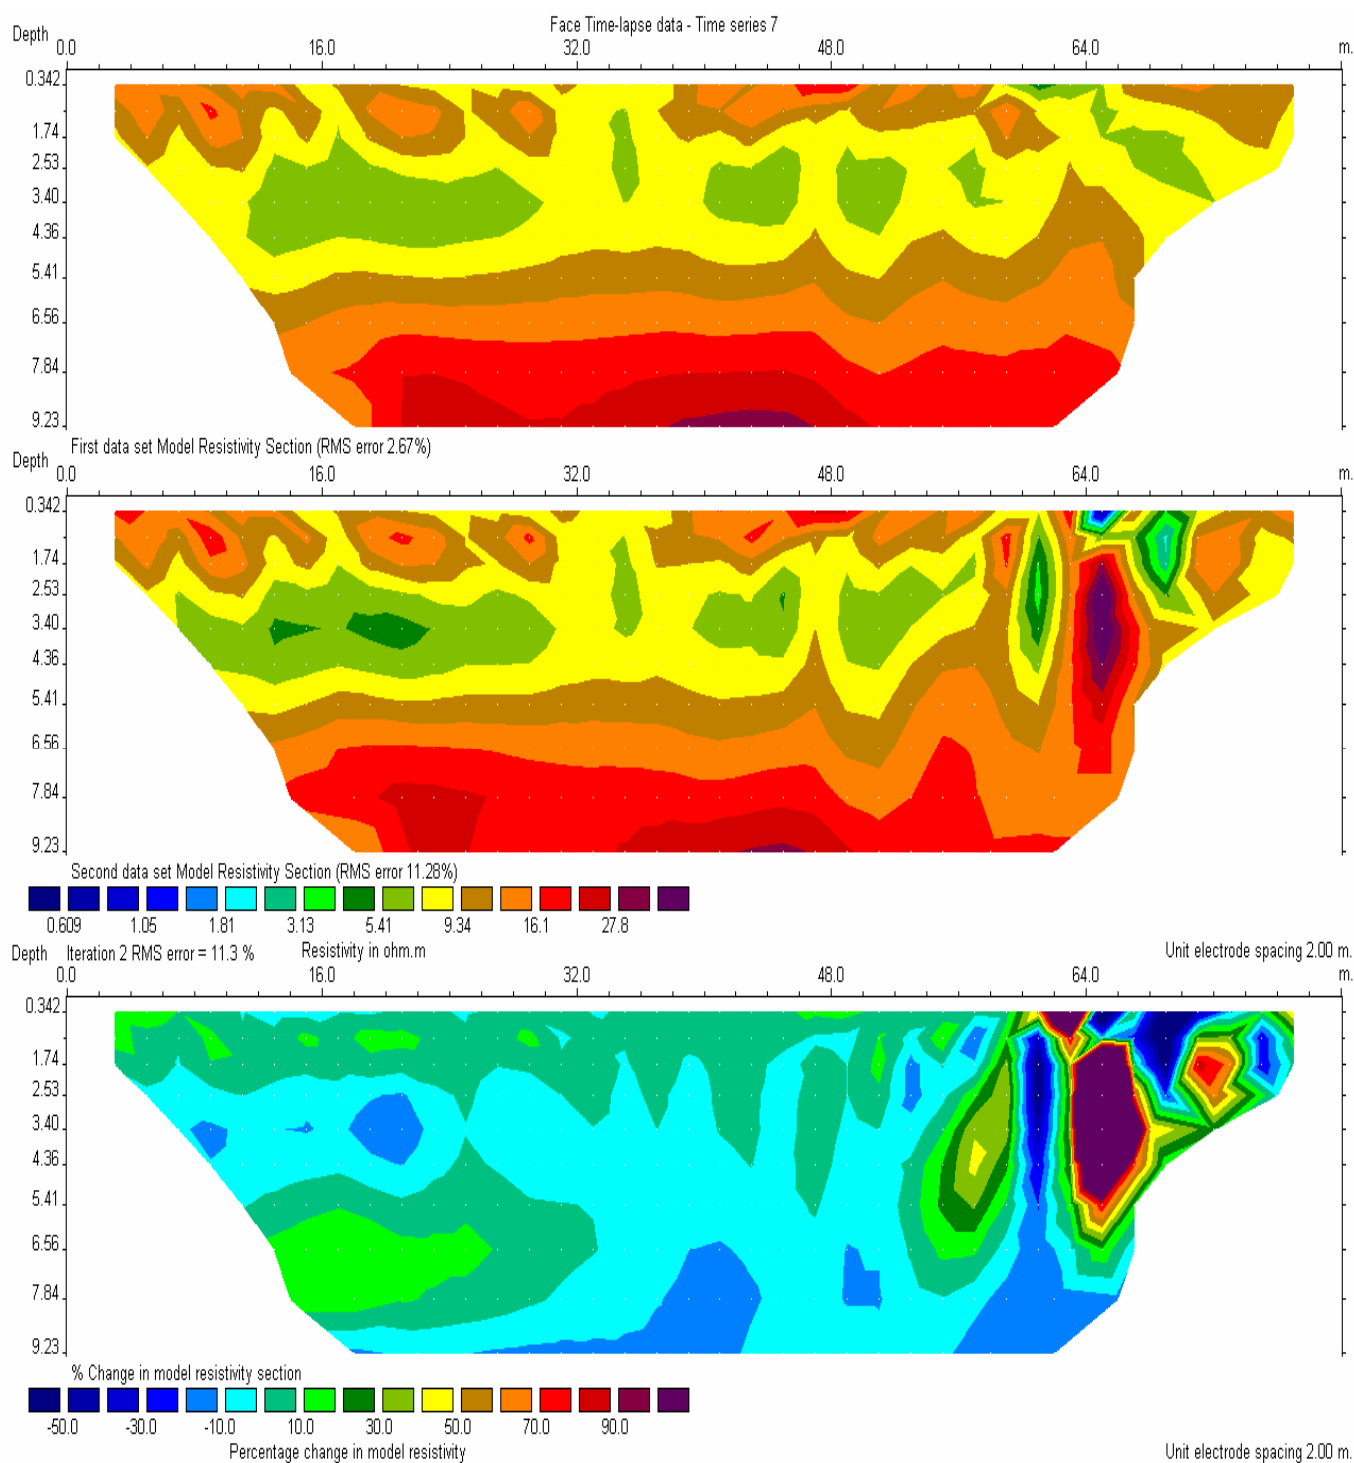 Face Time-lapse data - Time series 7
Depth 0.0 16.0 32.0 48.0 64.0 m.
0.342
1.74
2.53
3.40
4.36
5.41
6.56
7.84
9.23
First data set Model Resistivity Section (RMS error 2.67%)
Depth 0.0 16.0 32.0 48.0 64.0 m.
0.342
1.74
2.53
3.40
4.36
5.41
6.56
7.84
9.23
Second data set Model Resistivity Section (RMS error 11.28%)
0.609 1.05 1.81 3.13 5.41 9.34 16.1 27.8
Depth Iteration 2 RMS error = 11.3 % Resistivity in ohm.m Unit electrode spacing 2.00 m.
0.0 16.0 32.0 48.0 64.0 m.
0.342
1.74
2.53
3.40
4.36
5.41
6.56
7.84
9.23
% Change in model resistivity section
-50.0 -30.0 -10.0 10.0 30.0 50.0 70.0 90.0
Percentage change in model resistivity Unit electrode spacing 2.00 m.